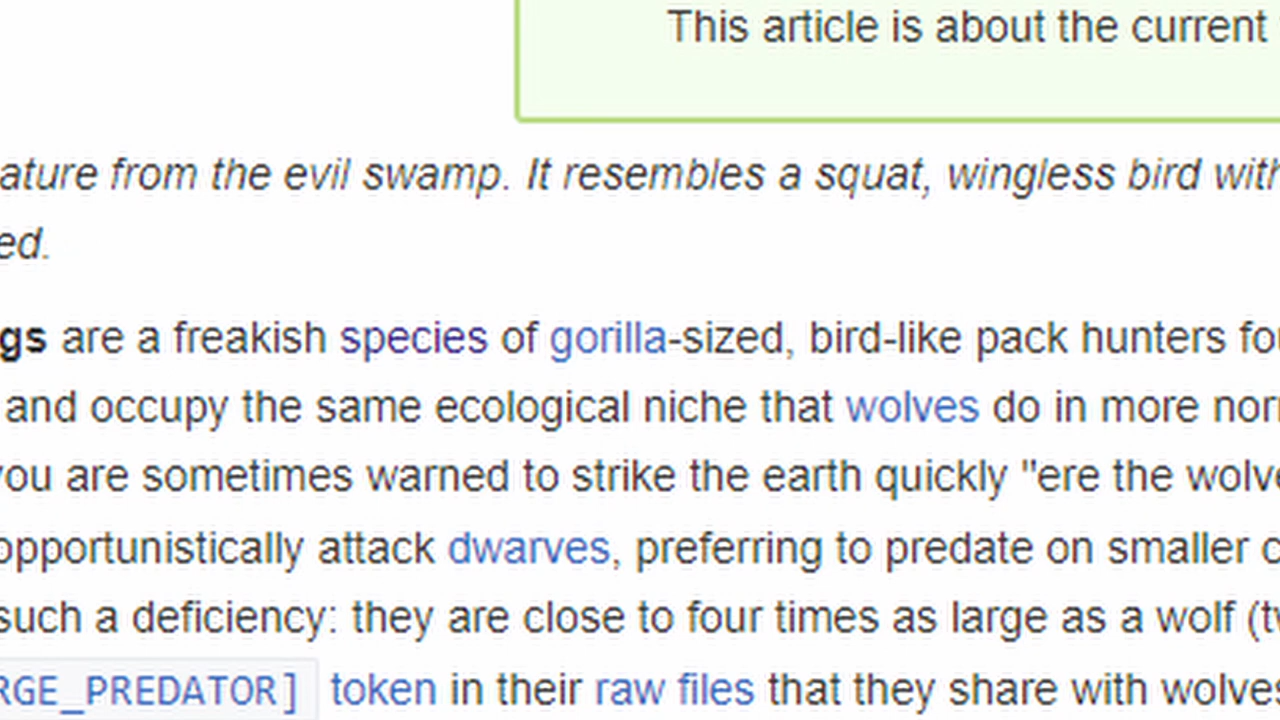 This article is about the current
ature from the evil swamp. It resembles a squat, wingless bird with
ed.
gs are a freakish species of gorilla-sized, bird-like pack hunters fou
and occupy the same ecological niche that wolves do in more nor
you are sometimes warned to strike the earth quickly "ere the wolve
opportunistically attack dwarves, preferring to predate on smaller c
such a deficiency: they are close to four times as large as a wolf (tw
RGE_PREDATOR] token in their raw files that they share with wolves